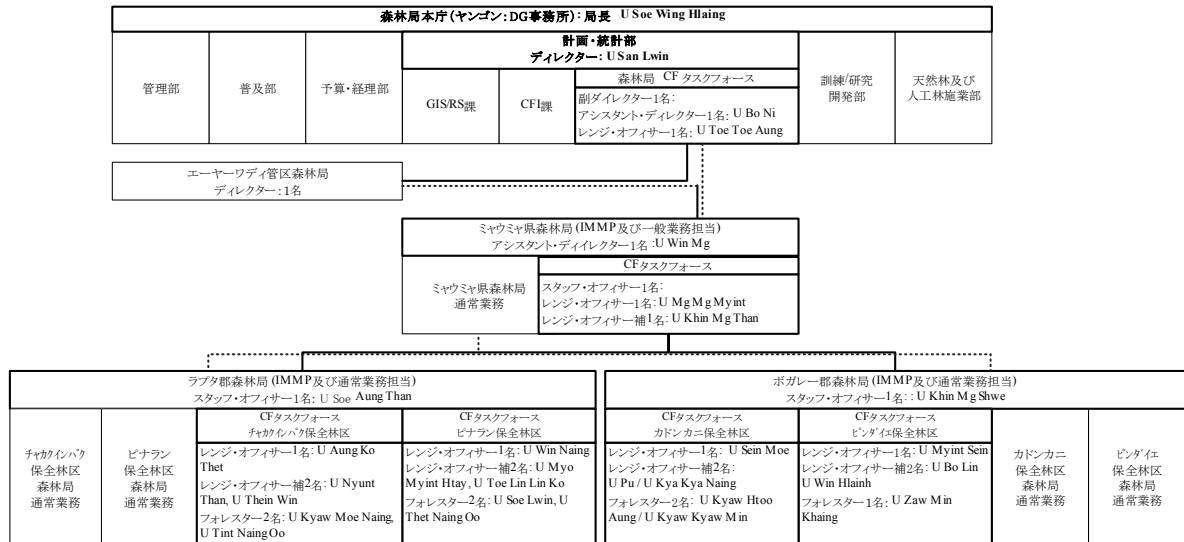 森林局本庁(ヤンゴン:DG事務所):局長 U Soe Wing Hlaing
管理部
普及部
予算・経理部
計画・統計部
ディレクター: U San Lwin
GIS/RS課
CFI課
森林局 CF タスクフォース
副ダイレクター1名:
アシスタント・ディレクター1名: U Bo Ni
レンジ・オフィサー1名: U Toe Toe Aung
訓練/研究
開発部
天然林及び
人工林施業部
エーヤーワディ管区森林局
ディレクター:1名
ミャウミャ県森林局 (IMMP及び一般業務担当)
アシスタント・ディイレクター1名 :U Win Mg
ミャウミャ県森林局
通常業務
CFタスクフォース
スタッフ・オフィサー1名:
レンジ・オフィサー1名: U Mg Mg Myint
レンジ・オフィサー補1名: U Khin Mg Than
ラプタ郡森林局 (IMMP及び通常業務担当)
スタッフ・オフィサー1名: U Soe Aung Than
チャカクインパク
保全林区
森林局
通常業務
ピナラン
保全林区
森林局
通常業務
CFタスクフォース
チャカクインパク保全林区
レンジ・オフィサー1名: U Aung Ko
Thet
レンジ・オフィサー補2名: U Nyunt
Than, U Thein Win
フォレスター2名: U Kyaw Moe Naing,
U Tint Naing Oo
CFタスクフォース
ピナラン保全林区
レンジ・オフィサー1名: U Win Naing
レンジ・オフィサー補2名: U Myo
Myint Htay, U Toe Lin Lin Ko
フォレスター2名: U Soe Lwin, U
Thet Naing Oo
ボガレー郡森林局 (IMMP及び通常業務担当)
スタッフ・オフィサー1名: : U Khin Mg Shwe
CFタスクフォース
カドンカニ保全林区
レンジ・オフィサー1名: U Sein Moe
レンジ・オフィサー補2名:
U Pu / U Kya Kya Naing
フォレスター2名: U Kyaw Htoo
Aung / U Kyaw Kyaw Min
CFタスクフォース
ピンダイエ保全林区
レンジ・オフィサー1名: U Myint Sein
レンジ・オフィサー補2名: U Bo Lin
U Win Hlainh
フォレスター1名: U Zaw Min
Khaing
カドンカニ
保全林区
森林局
通常業務
ピンダイエ
保全林区
森林局
通常業務